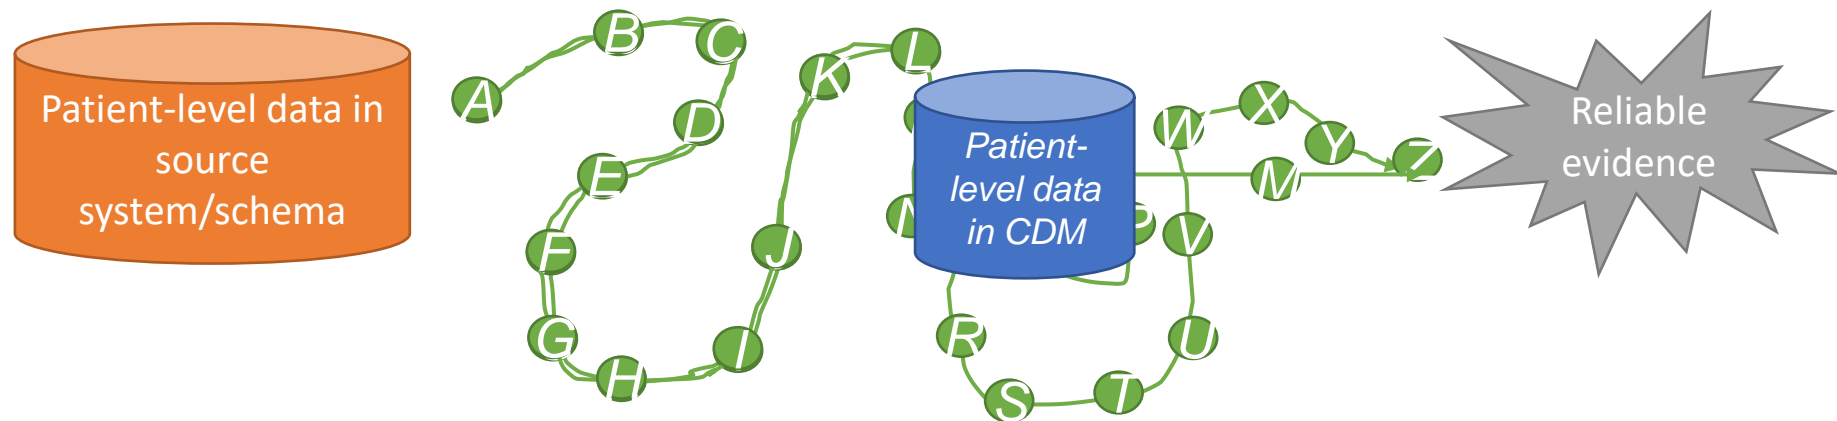 Patient-level data in
source
system/schema
A
B
C
D
E
F
G
H
I
J
K
L
Patient-
level data
in CDM
M
R
S
T
U
V
W
X
Y
Z
Reliable
evidence